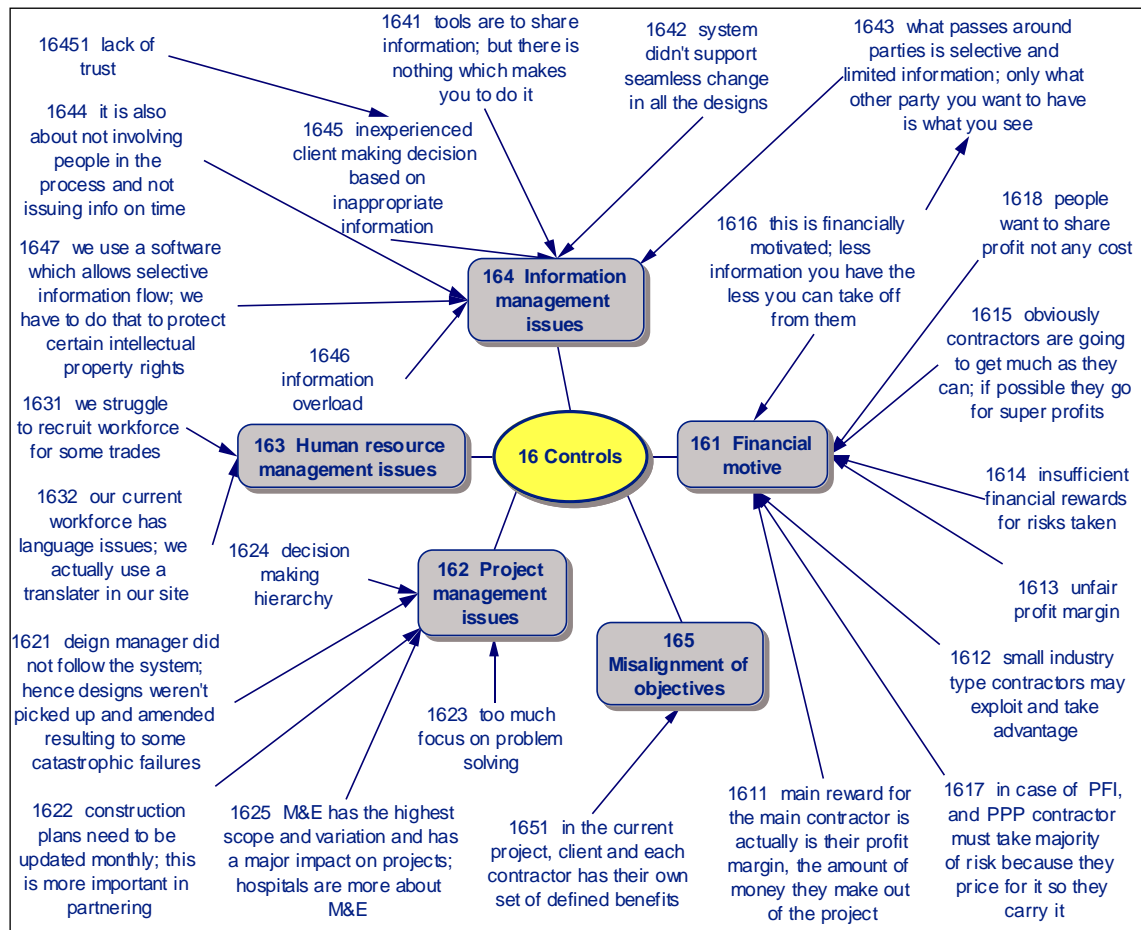 16451 lack of
trust
1641 tools are to share
information; but there is
nothing which makes
you to do it
1642 system
didn't support
seamless change
in all the designs
1643 what passes around
parties is selective and
limited information; only what
other party you want to have
is what you see
1644 it is also
about not involving
people in the
process and not
issuing info on time
1645 inexperienced
client making decision
based on
inappropriate
information
1647 we use a software
which allows selective
information flow; we
have to do that to protect
certain intellectual
property rights
164 Information
management
issues
1616 this is financially
motivated; less
information you have the
less you can take off
from them
1618 people
want to share
profit not any cost
1615 obviously
contractors are going
to get much as they
can; if possible they go
for super profits
1646
information
overload
1631 we struggle
to recruit workforce
for some trades
163 Human resource
management issues
16 Controls
161 Financial
motive
1614 insufficient
financial rewards
for risks taken
1632 our current
workforce has
language issues; we
actually use a
translater in our site
1624 decision
making
hierarchy
162 Project
management
issues
1613 unfair
profit margin
165
Misalignment of
objectives
1621 deign manager did
not follow the system;
hence designs weren't
picked up and amended
resulting to some
catastrophic failures
1623 too much
focus on problem
solving
1612 small industry
type contractors may
exploit and take
advantage
1622 construction
plans need to be
updated monthly; this
is more important in
partnering
1625 M&E has the highest
scope and variation and has
a major impact on projects;
hospitals are more about
M&E
1651 in the current
project, client and each
contractor has their own
set of defined benefits
1611 main reward for
the main contractor is
actually is their profit
margin, the amount of
money they make out
of the project
1617 in case of PFI,
and PPP contractor
must take majority
of risk because they
price for it so they
carry it